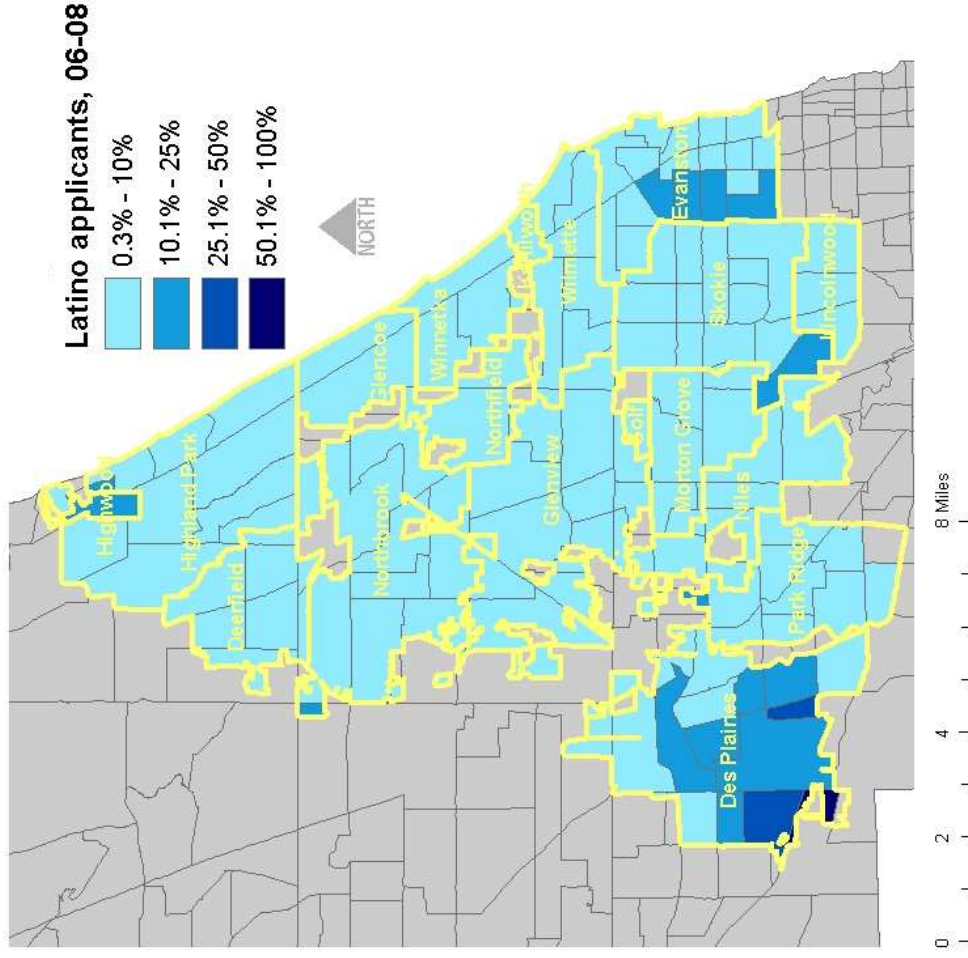 Latino applicants, 06-08
0.3% - 10%
10.1% - 25%
25.1% - 50%
50.1% - 100%
NORTH
Highwood
Highland Park
Deerfield
Glencoe
Northbrook
Winnetka
Northfield
Kenilworth
Wilmette
Glenview
Golf
Evanston
Skokie
Morton Grove
Lincolnwood
Niles
Park Ridge
Des Plaines
0 2 4 8 Miles